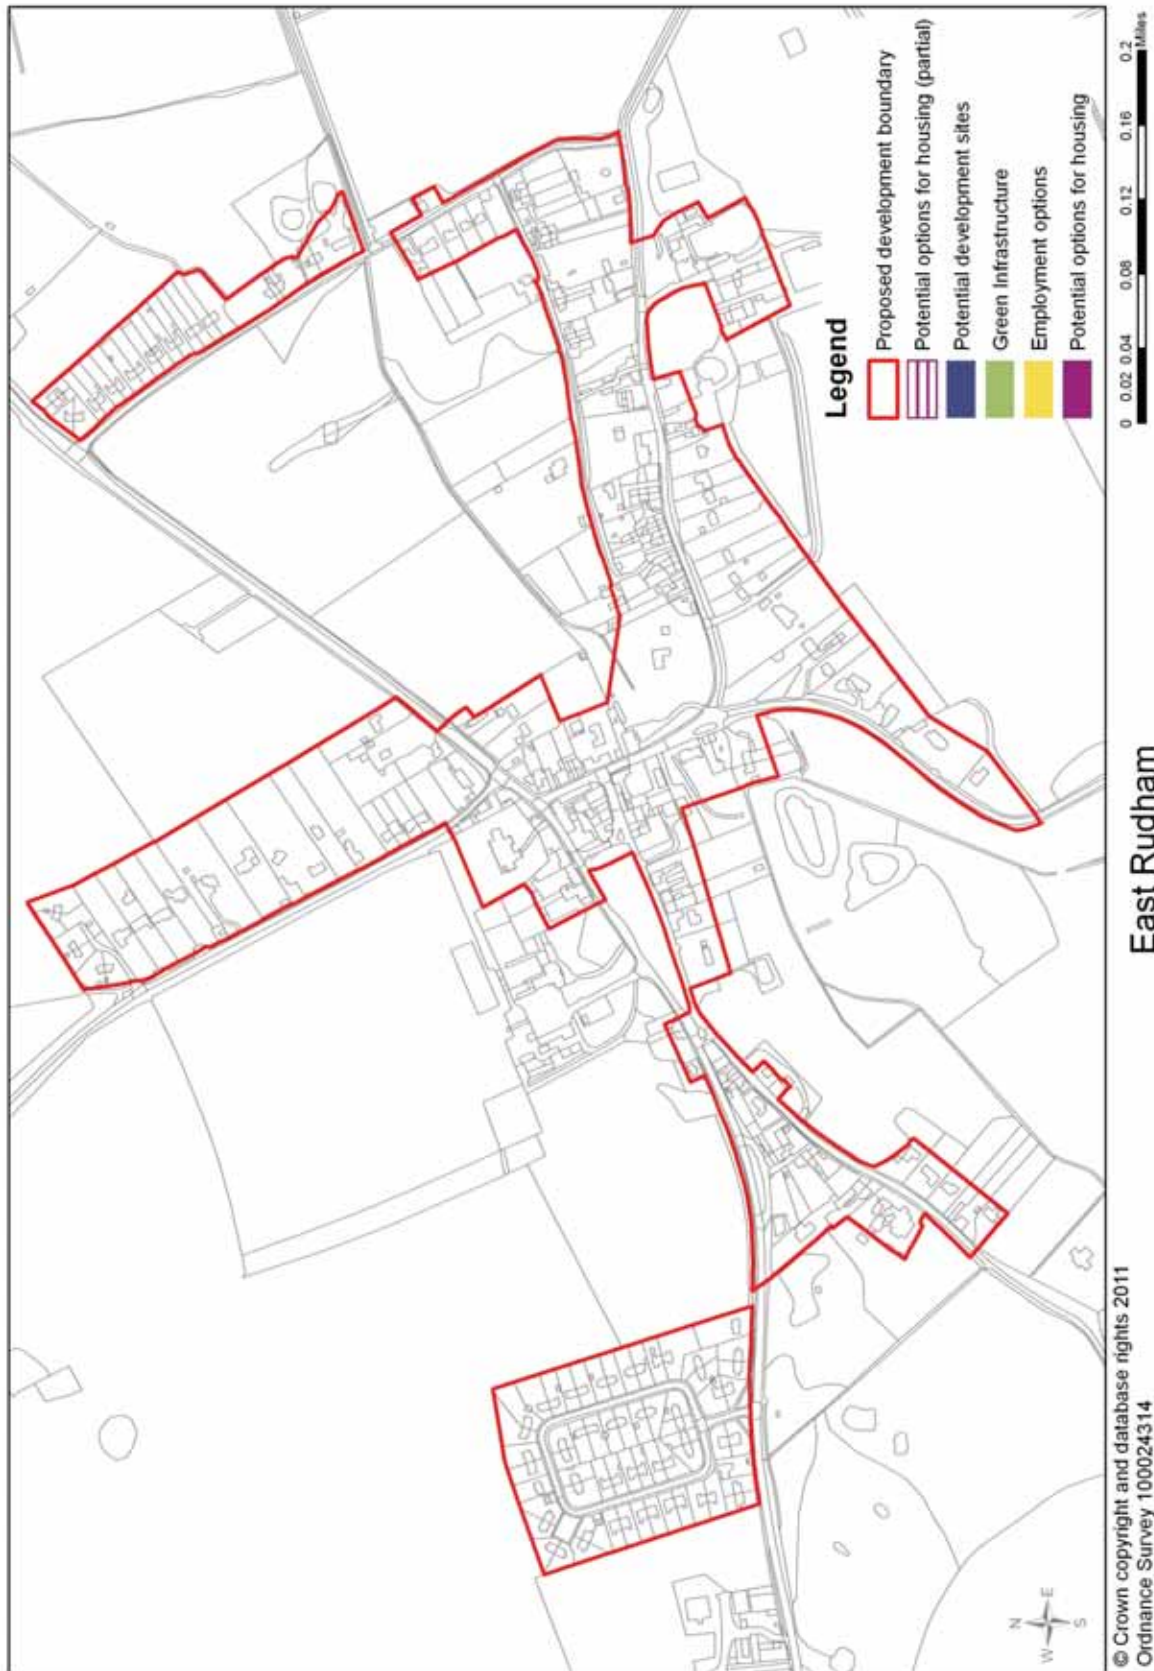 Legend
Proposed development boundary
Potential options for housing (partial)
Potential development sites
Green Infrastructure
Employment options
Potential options for housing
0 0.02 0.04 0.08 0.12 0.16 0.2
Miles
N
W E
S
© Crown copyright and database rights 2011
Ordnance Survey 100024314
East Rudham